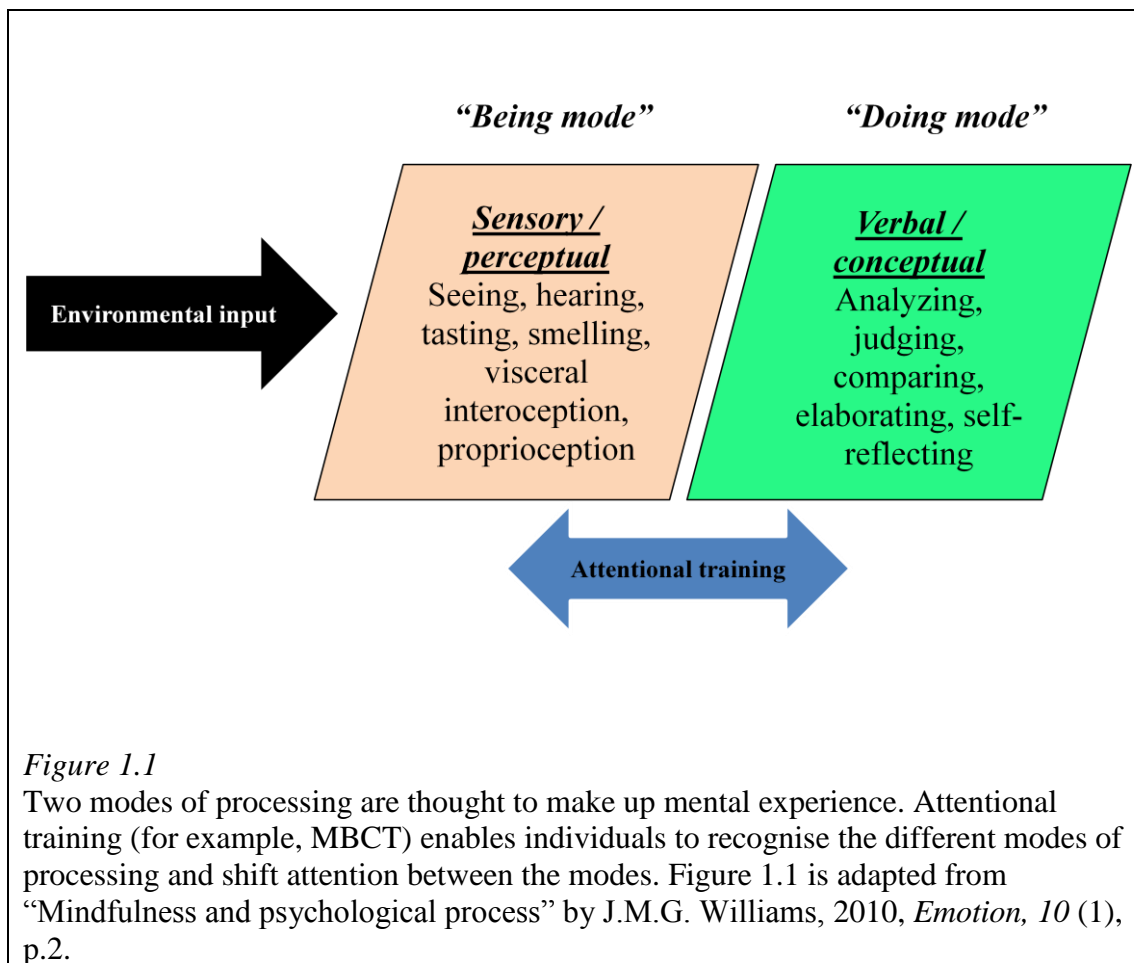 “Being mode”
“Doing mode”
Environmental input
Sensory /
perceptual
Seeing, hearing,
tasting, smelling,
visceral
interoception,
proprioception
Verbal /
conceptual
Analyzing,
judging,
comparing,
elaborating, self-
reflecting
Attentional training
Figure 1.1
Two modes of processing are thought to make up mental experience. Attentional
training (for example, MBCT) enables individuals to recognise the different modes of
processing and shift attention between the modes. Figure 1.1 is adapted from
“Mindfulness and psychological process” by J.M.G. Williams, 2010, Emotion, 10 (1),
p.2.